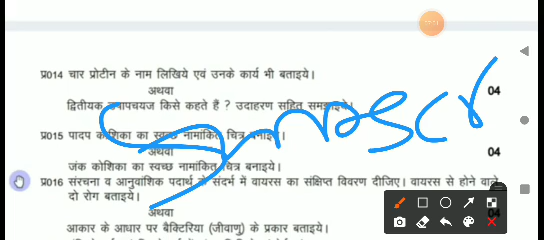 प्र014 चार प्रोटीन के नाम लिखिये एवं उनके कार्य भी बताइये।
अथवा 04
द्वितीयक किसे कहते हैं ? उदाहरण सहित समझाइये।
प्र015 पादप कोशिका का स्वच्छ नामांकित चित्र बनाइये।
अथवा 04
जंक कोशिका का स्वच्छ नामांकित चित्र बनाइये।
प्र016 संरचना व आनुवांशिक पदार्थ के संदर्भ में वायरस का संक्षिप्त विवरण दीजिए। वायरस से होने वाले
दो रोग बताइये।
अथवा 04
आकार के आधार पर बैक्टिरिया (जीवाणु) के प्रकार बताइये।